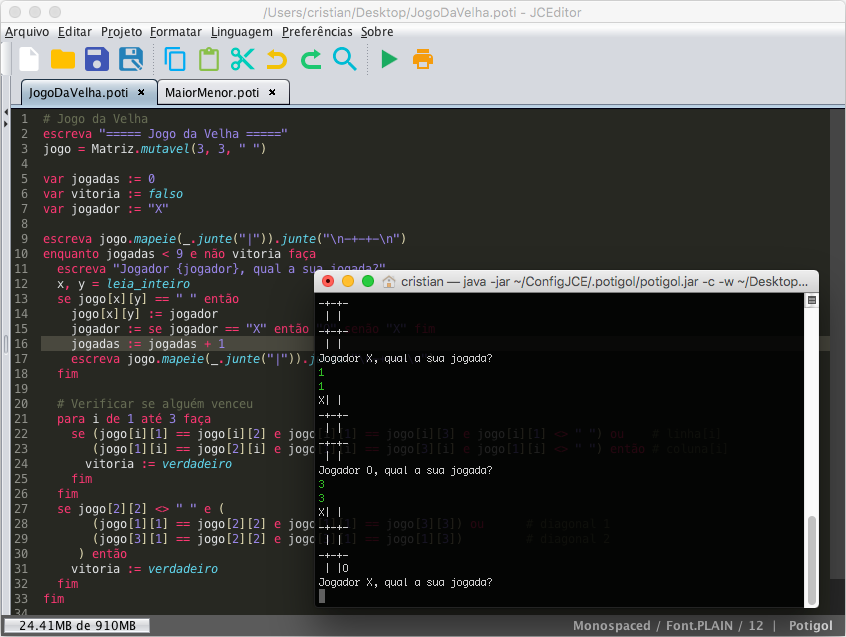 /Users/cristian/Desktop/JogoDaVelha.poti - JCEditor
Arquivo Editar Projeto Formatar Linguagem Preferências Sobre
JogoDaVelha.poti × MaiorMenor.poti ×
1 # Jogo da Velha
2 escreva "===== Jogo da Velha ====="
3 jogo = Matriz.mutavel(3, 3, " ")
4
5 var jogadas := 0
6 var vitoria := falso
7 var jogador := "X"
8
9 escreva jogo.mapeie(_.junte("|")).junte("\n-+-+-\n")
10 enquanto jogadas < 9 e não vitoria faça
11 escreva "Jogador {jogador}, qual a sua jogada?"
12 x, y = leia_inteiro
13 se jogo[x][y] == " " então
14 jogo[x][y] := jogador
15 jogador := se jogador == "X" então "O" senão "X" fim
16 jogadas := jogadas + 1
17 escreva jogo.mapeie(_.junte("|")).j
18 fim
19
20 # Verificar se alguém venceu
21 para i de 1 até 3 faça
22 se (jogo[i][1] == jogo[i][2] e jogo[i][1] == jogo[i][3] e jogo[i][1] <> " ") ou # linha[i]
23 (jogo[1][i] == jogo[2][i] e jogo[1][i] == jogo[3][i] e jogo[1][i] <> " ") então # coluna[i]
24 vitoria := verdadeiro
25 fim
26 fim
27 se jogo[2][2] <> " " e (
28 (jogo[1][1] == jogo[2][2] e jogo[1][1] == jogo[3][3]) ou # diagonal 1
29 (jogo[3][1] == jogo[2][2] e jogo[3][1] == jogo[1][3]) # diagonal 2
30 ) então
31 vitoria := verdadeiro
32 fim
33 fim
34
cristian — java -jar ~/ConfigJCE/.potigol/potigol.jar -c -w ~/Desktop...
-+-+-
| |
-+-+-
| |
Jogador X, qual a sua jogada?
1
1
X| |
-+-+-
| |
-+-+-
| |
Jogador O, qual a sua jogada?
3
3
X| |
-+-+-
| |
-+-+-
| |O
Jogador X, qual a sua jogada?
24.41MB de 910MB Monospaced / Font.PLAIN / 12 | Potigol